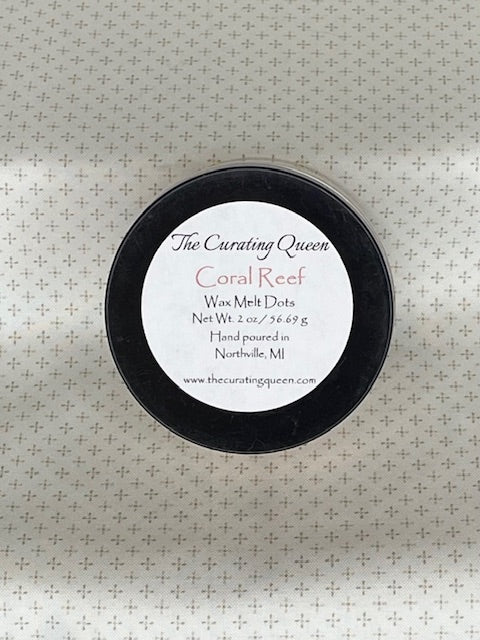 The Curating Queen
Coral Reef
Wax Melt Dots
Net Wt. 2 oz / 56.69 g
Hand poured in
Northville, MI
www.thecuratingqueen.com